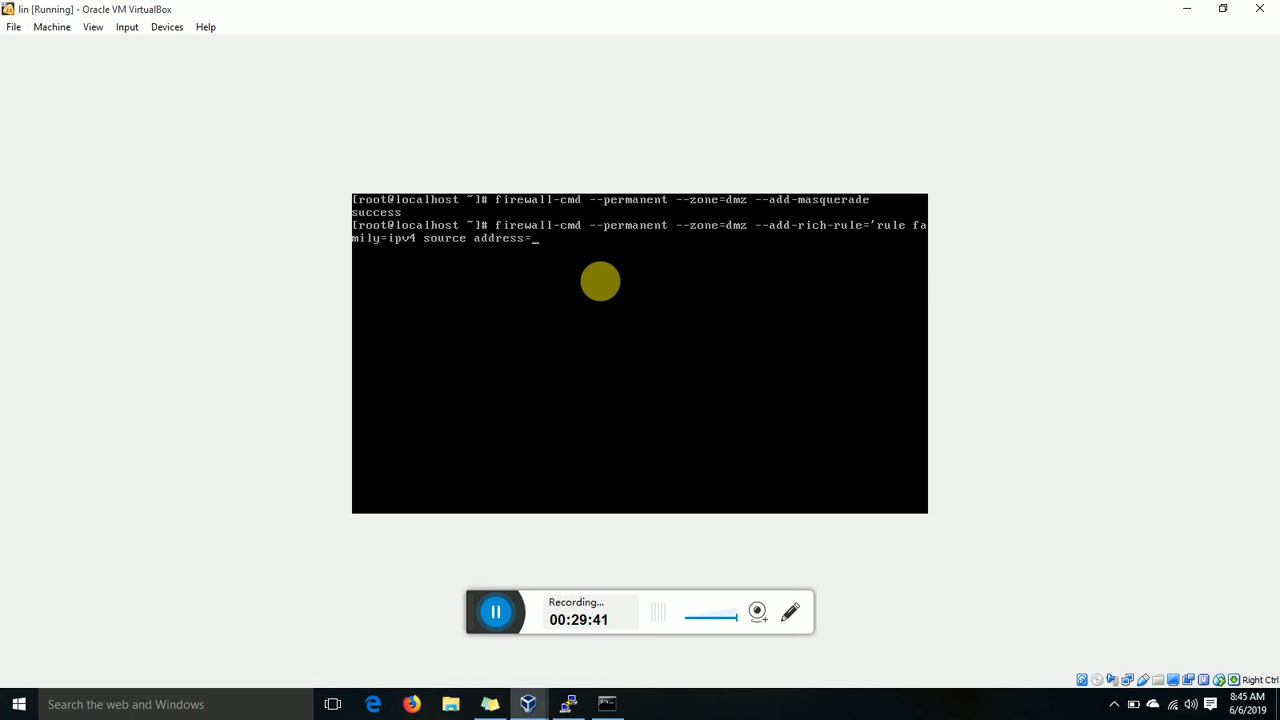 lin [Running] - Oracle VM VirtualBox
File Machine View Input Devices Help
[root@localhost ~]# firewall-cmd --permanent --zone=dmz --add-masquerade
success
[root@localhost ~]# firewall-cmd --permanent --zone=dmz --add-rich-rule='rule fa
mily=ipv4 source address=_
Recording...
00:29:41
Right Ctrl
Search the web and Windows
8:45 AM
6/6/2019